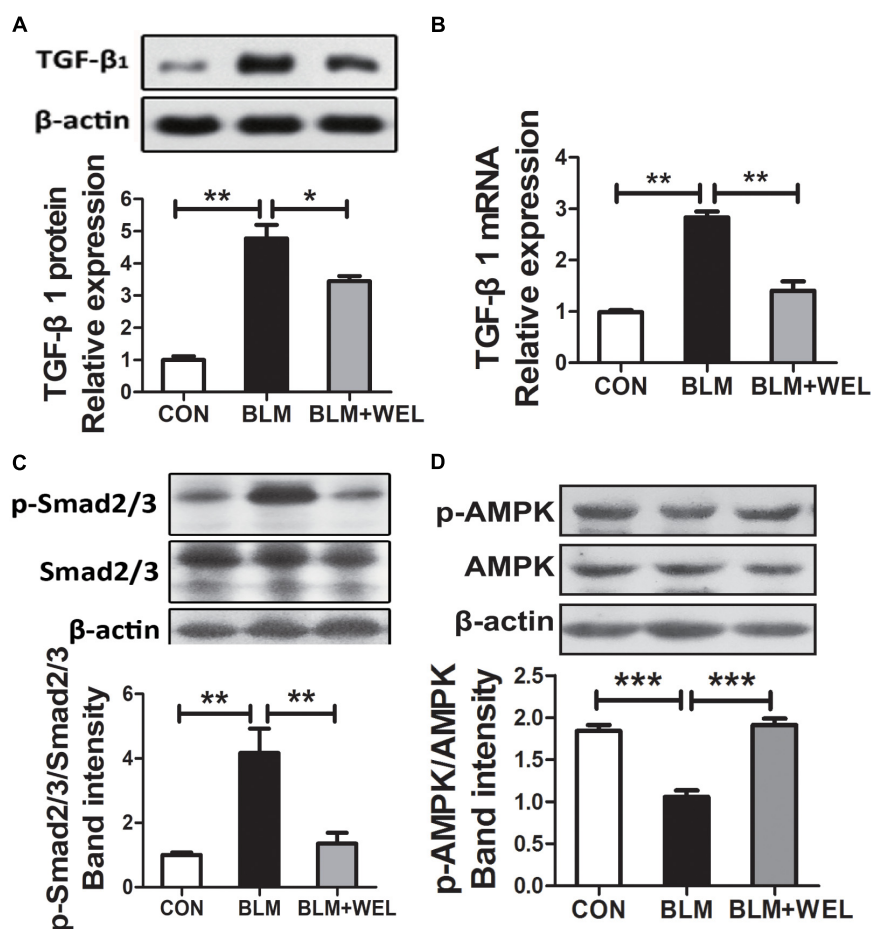 A
TGF-β1
β-actin
TGF-β 1 protein
Relative expression
6
5
4
3
2
1
0
** *
CON BLM BLM+WEL
B
TGF-β 1 mRNA
Relative expression
4
3
2
1
0
** **
CON BLM BLM+WEL
C
p-Smad2/3
Smad2/3
β-actin
p-Smad2/3/Smad2/3
Band intensity
6
4
2
0
** **
CON BLM BLM+WEL
D
p-AMPK
AMPK
β-actin
p-AMPK/AMPK
Band intensity
2.5
2.0
1.5
1.0
0.5
0.0
*** ***
CON BLM BLM+WEL